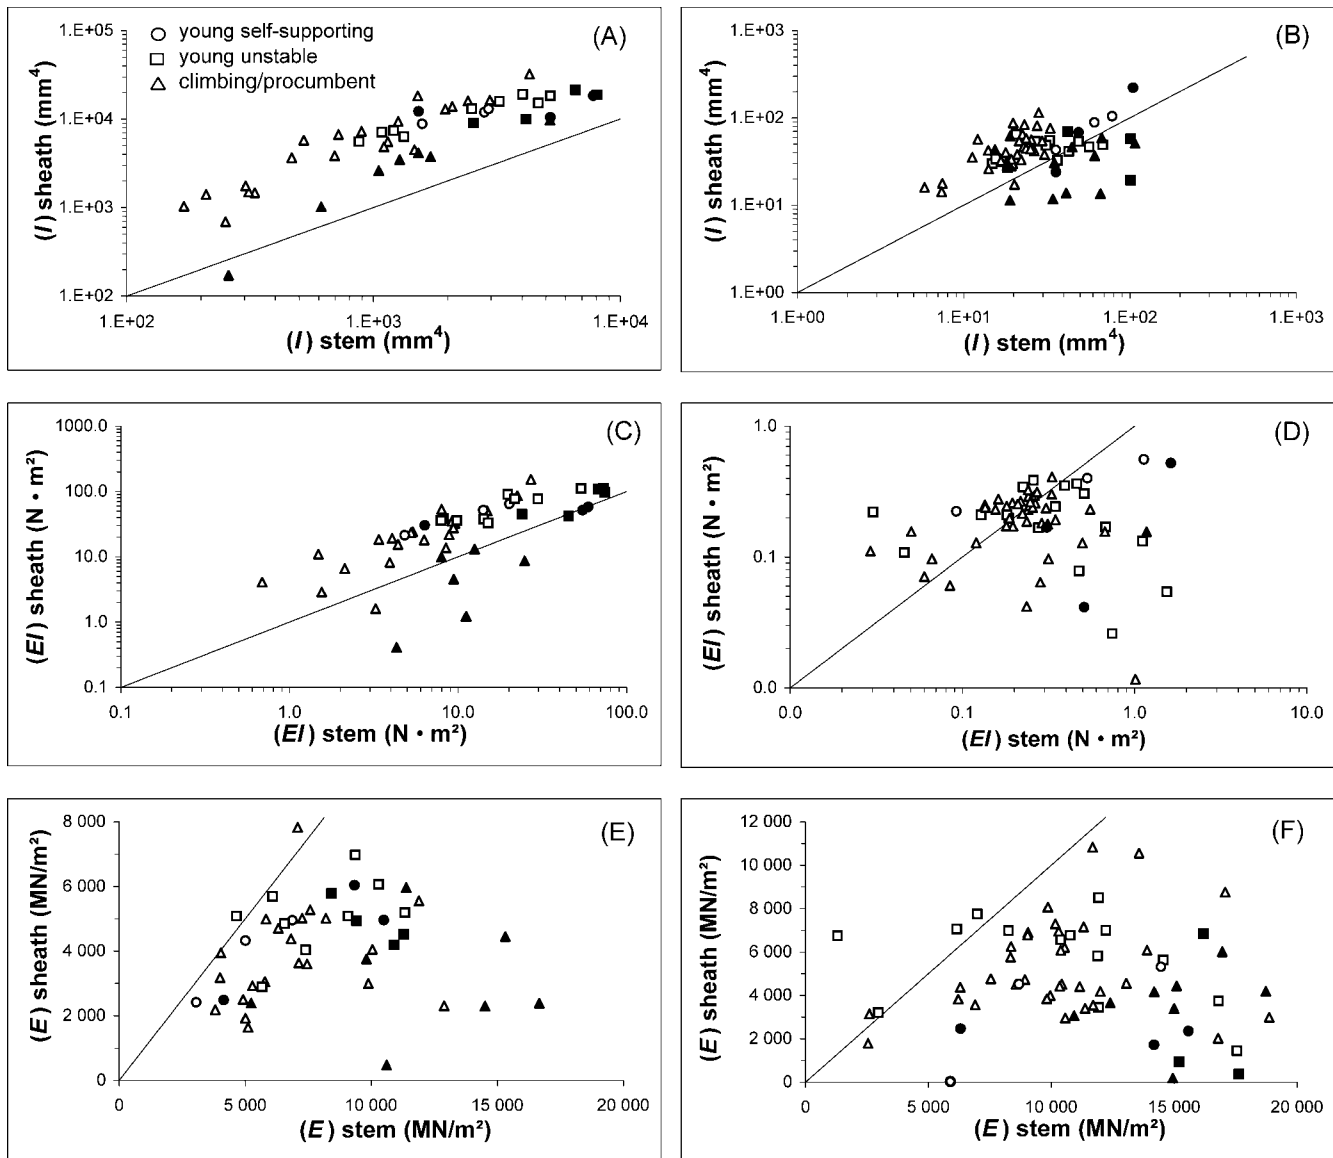 (A)
young self-supporting
young unstable
climbing/procumbent
1.E+05
1.E+04
1.E+03
1.E+02
(I) sheath (mm⁴)
1.E+02
1.E+03
1.E+04
(I) stem (mm⁴)
(B)
1.E+03
1.E+02
1.E+01
1.E+00
(I) sheath (mm⁴)
1.E+00
1.E+01
1.E+02
1.E+03
(I) stem (mm⁴)
(C)
1000.0
100.0
10.0
1.0
0.1
(EI) sheath (N • m²)
0.1
1.0
10.0
100.0
(EI) stem (N • m²)
(D)
1.0
0.1
0.0
(EI) sheath (N • m²)
0.0
0.1
1.0
10.0
(EI) stem (N • m²)
(E)
8 000
6 000
4 000
2 000
0
(E) sheath (MN/m²)
0
5 000
10 000
15 000
20 000
(E) stem (MN/m²)
(F)
12 000
10 000
8 000
6 000
4 000
2 000
0
(E) sheath (MN/m²)
0
5 000
10 000
15 000
20 000
(E) stem (MN/m²)